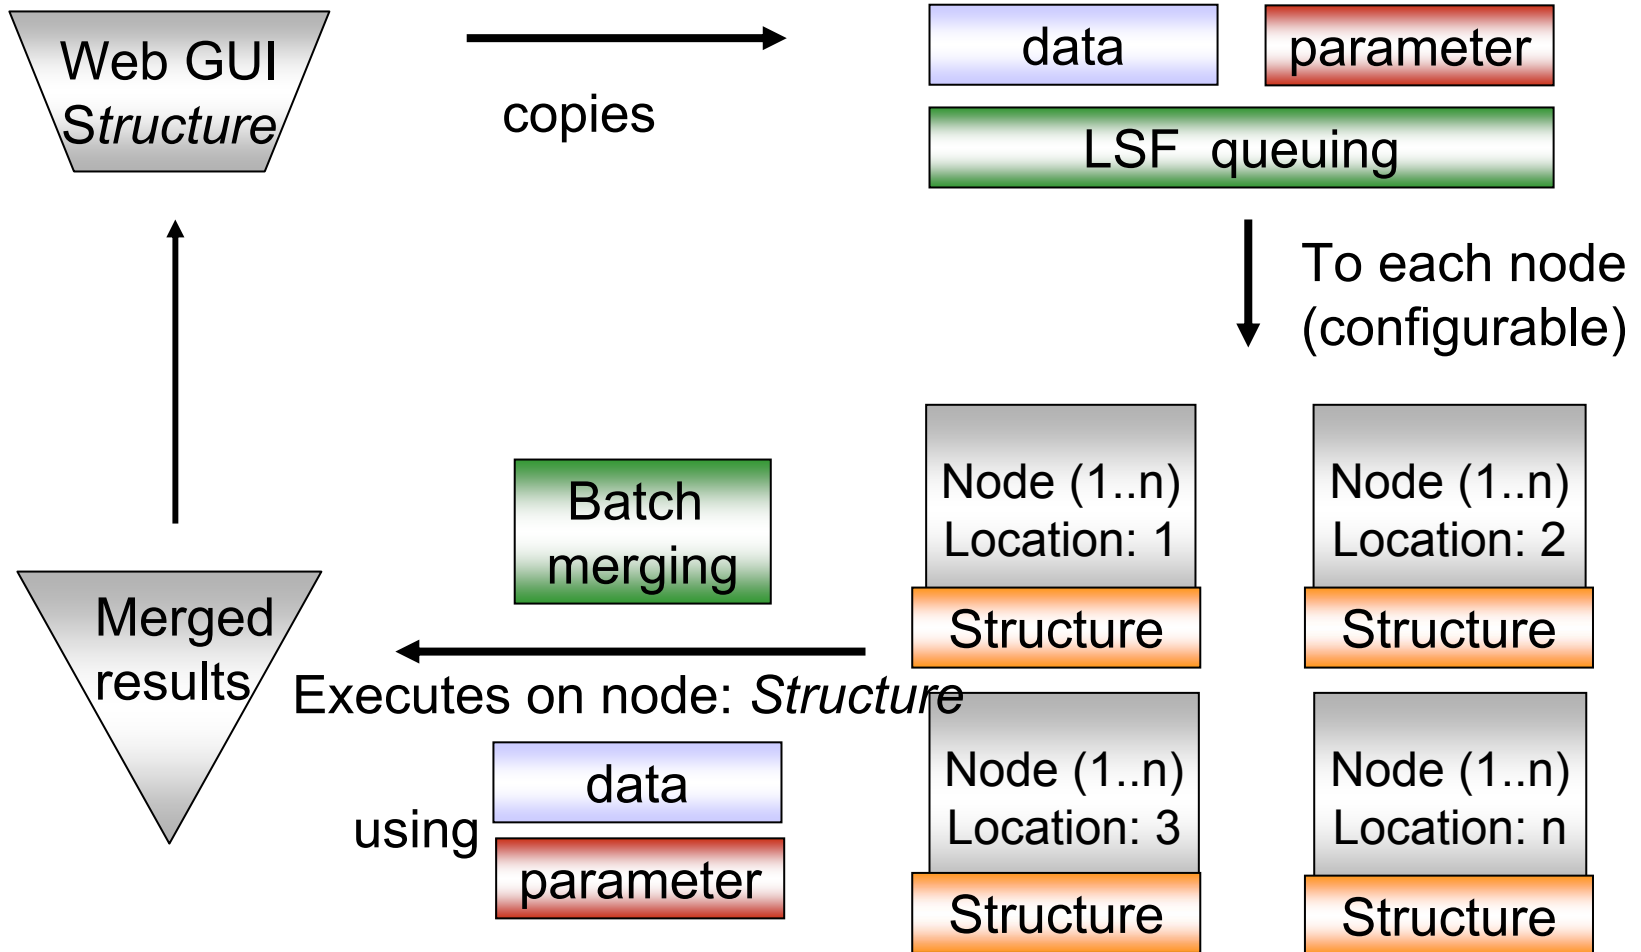 Web GUI
Structure
copies
data
parameter
LSF queuing
To each node
(configurable)
Node (1..n)
Location: 1
Structure
Node (1..n)
Location: 2
Structure
Batch
merging
Merged
results
Executes on node: Structure
using
data
parameter
Node (1..n)
Location: 3
Structure
Node (1..n)
Location: n
Structure